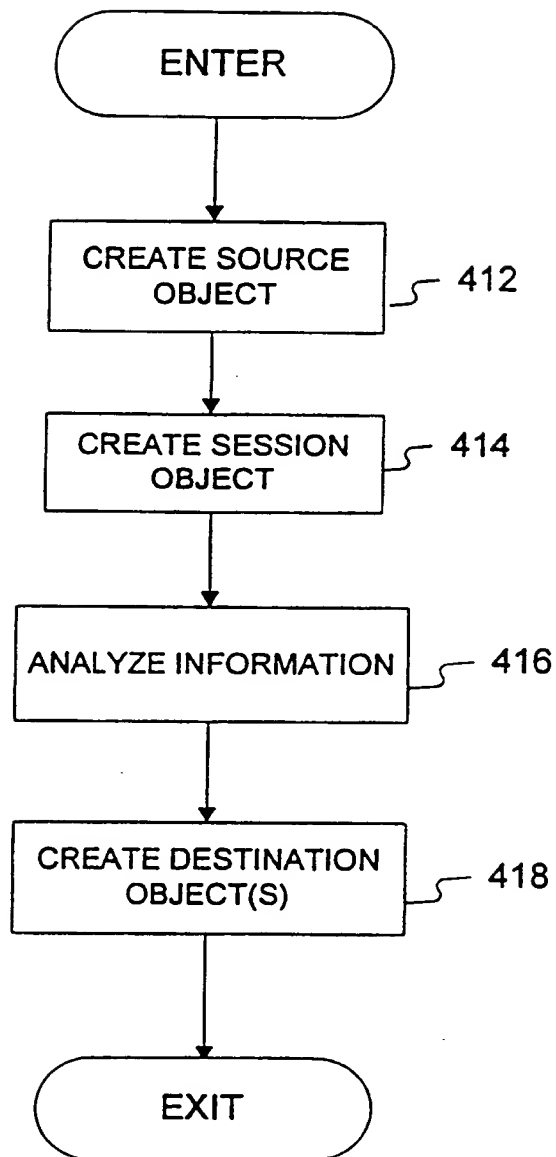 ENTER
CREATE SOURCE
OBJECT
412
CREATE SESSION
OBJECT
414
ANALYZE INFORMATION
416
CREATE DESTINATION
OBJECT(S)
418
EXIT